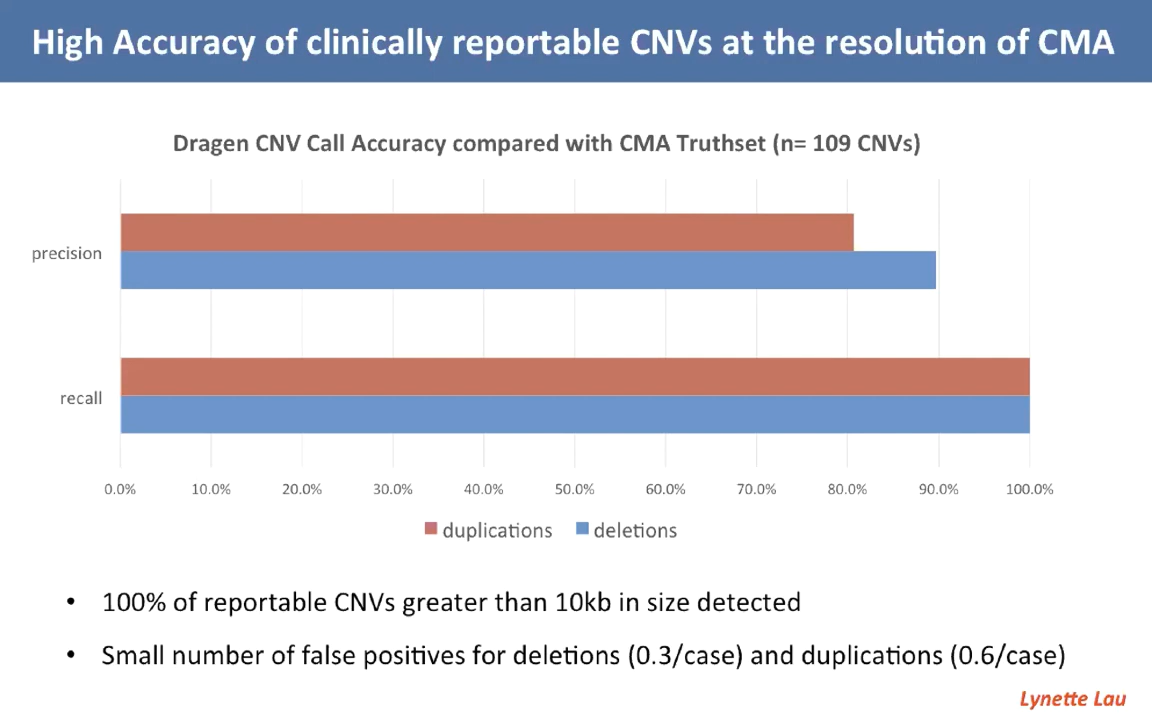 High Accuracy of clinically reportable CNVs at the resolution of CMA
Dragen CNV Call Accuracy compared with CMA Truthset (n= 109 CNVs)
precision
recall
0.0% 10.0% 20.0% 30.0% 40.0% 50.0% 60.0% 70.0% 80.0% 90.0% 100.0%
duplications deletions
• 100% of reportable CNVs greater than 10kb in size detected
• Small number of false positives for deletions (0.3/case) and duplications (0.6/case)
Lynette Lau